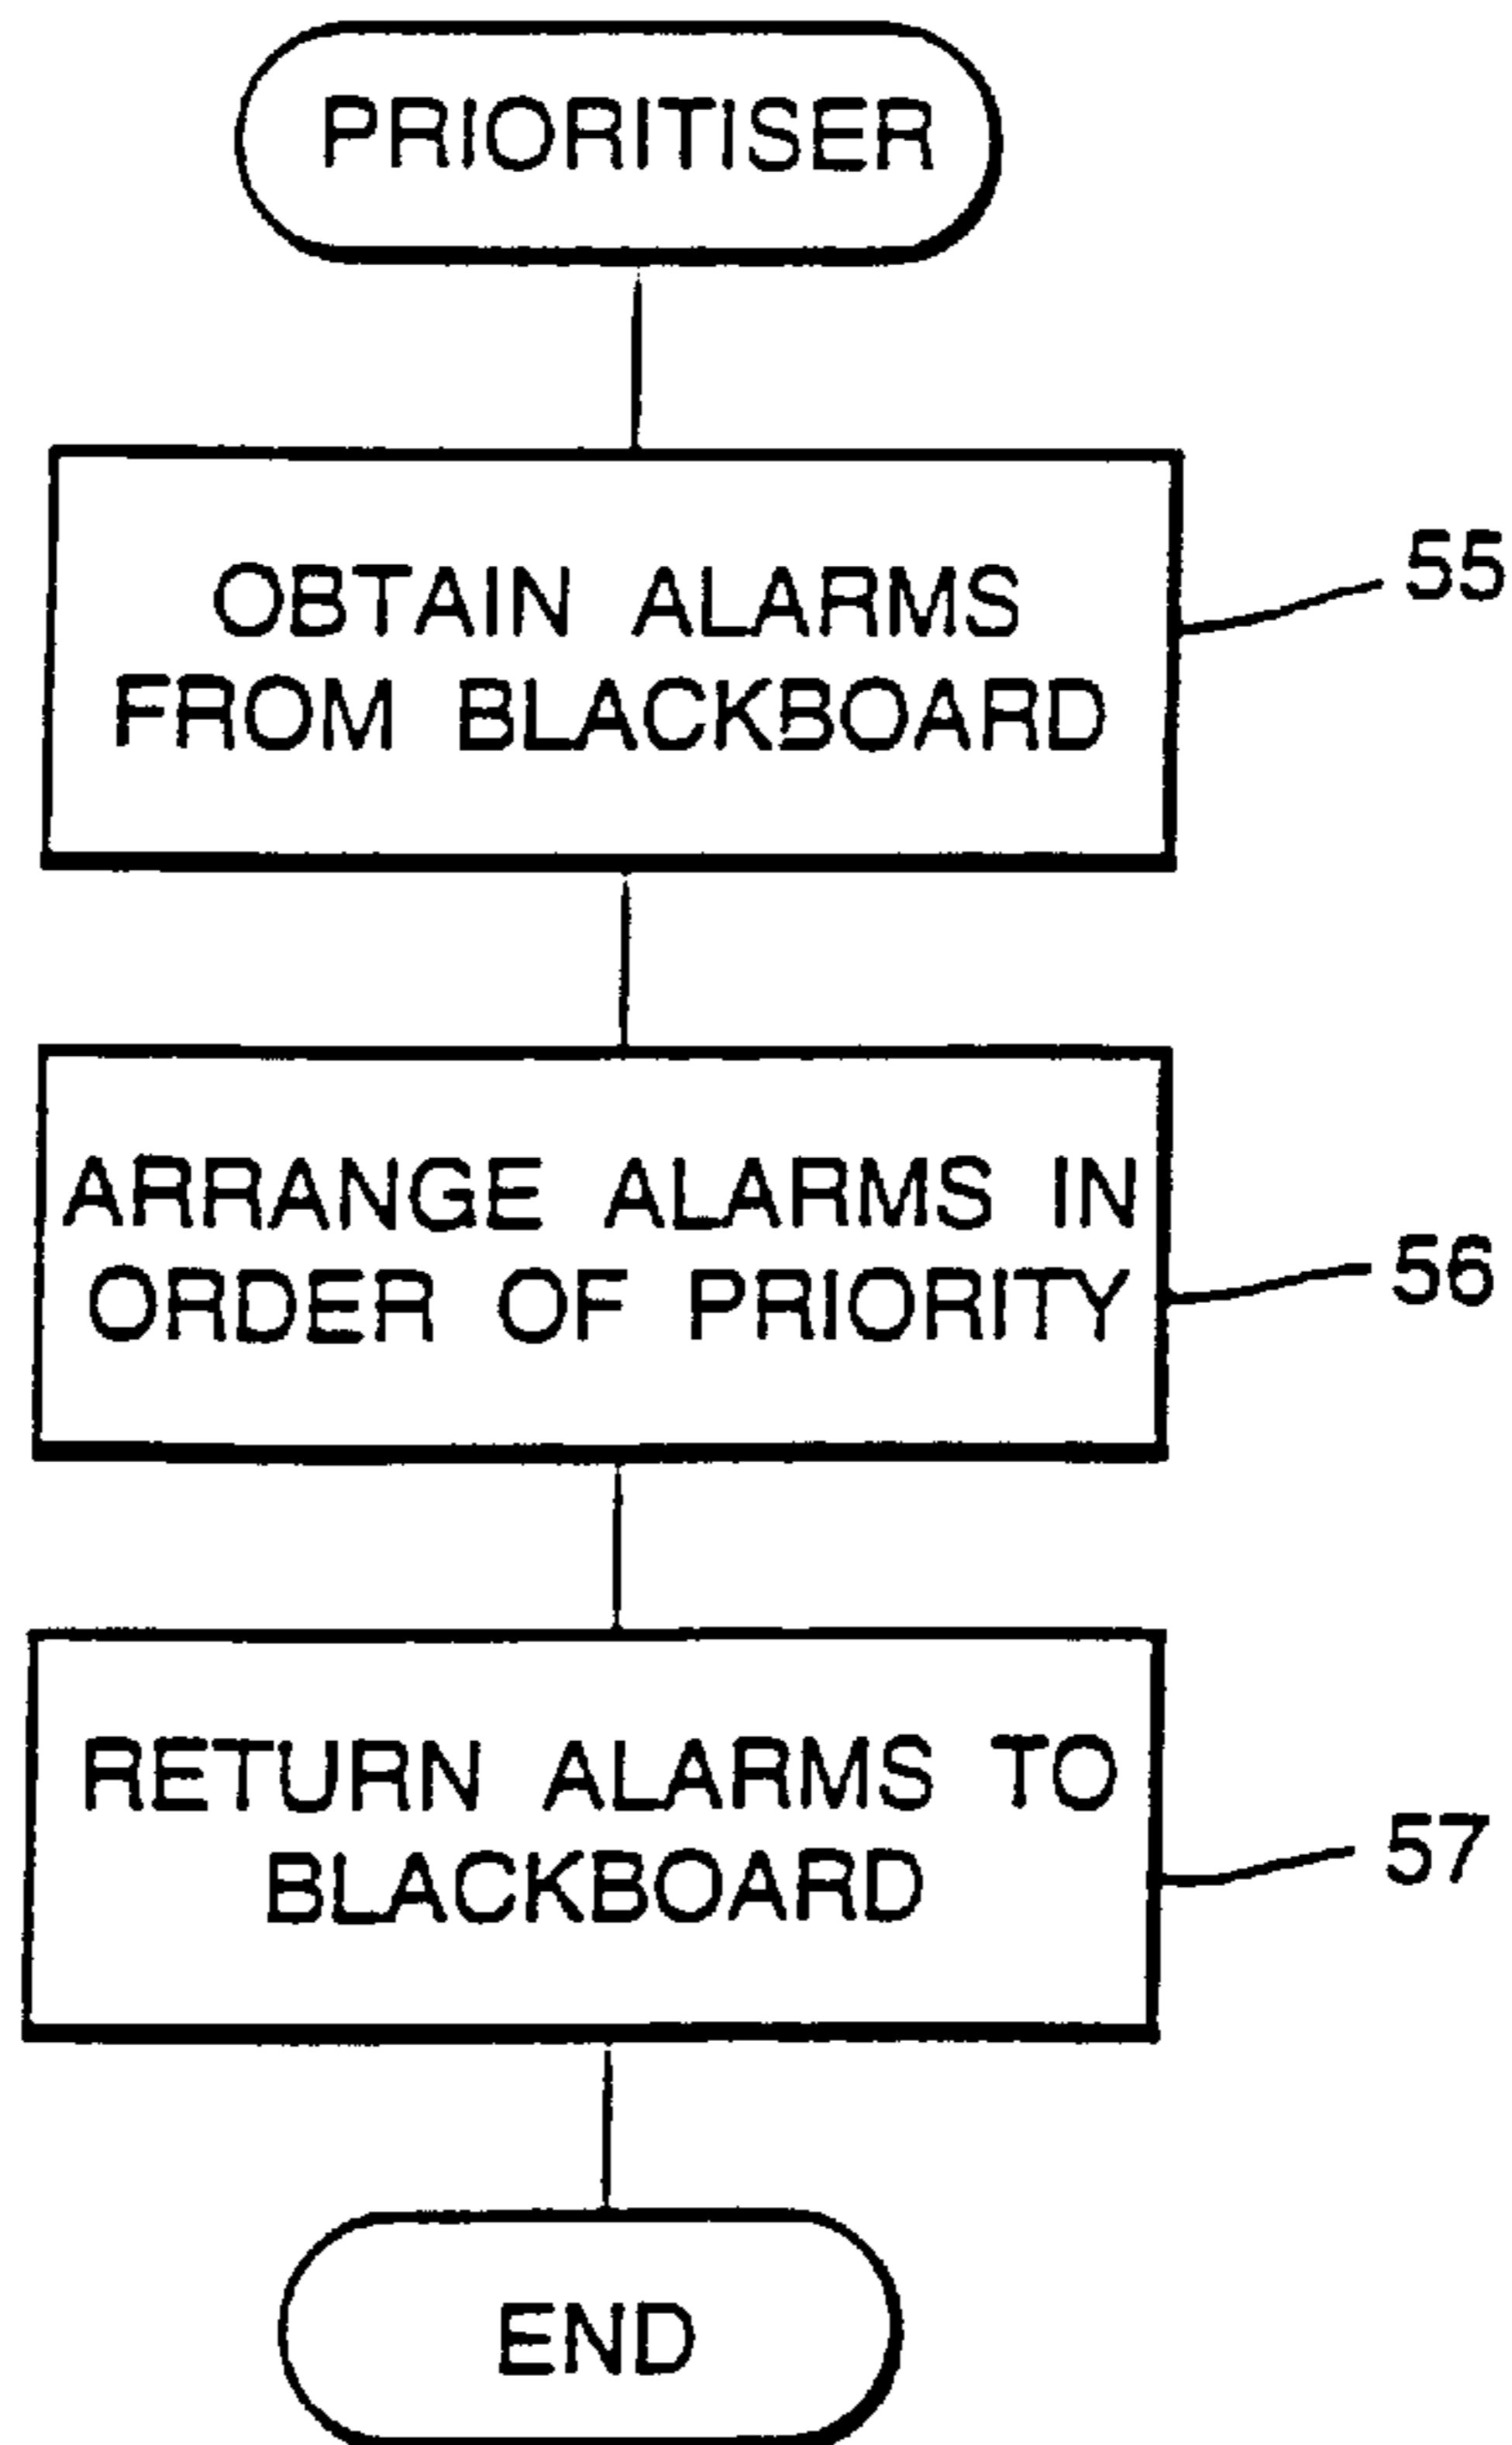 PRIORITISER
OBTAIN ALARMS
FROM BLACKBOARD
55
ARRANGE ALARMS IN
ORDER OF PRIORITY
56
RETURN ALARMS TO
BLACKBOARD
57
END